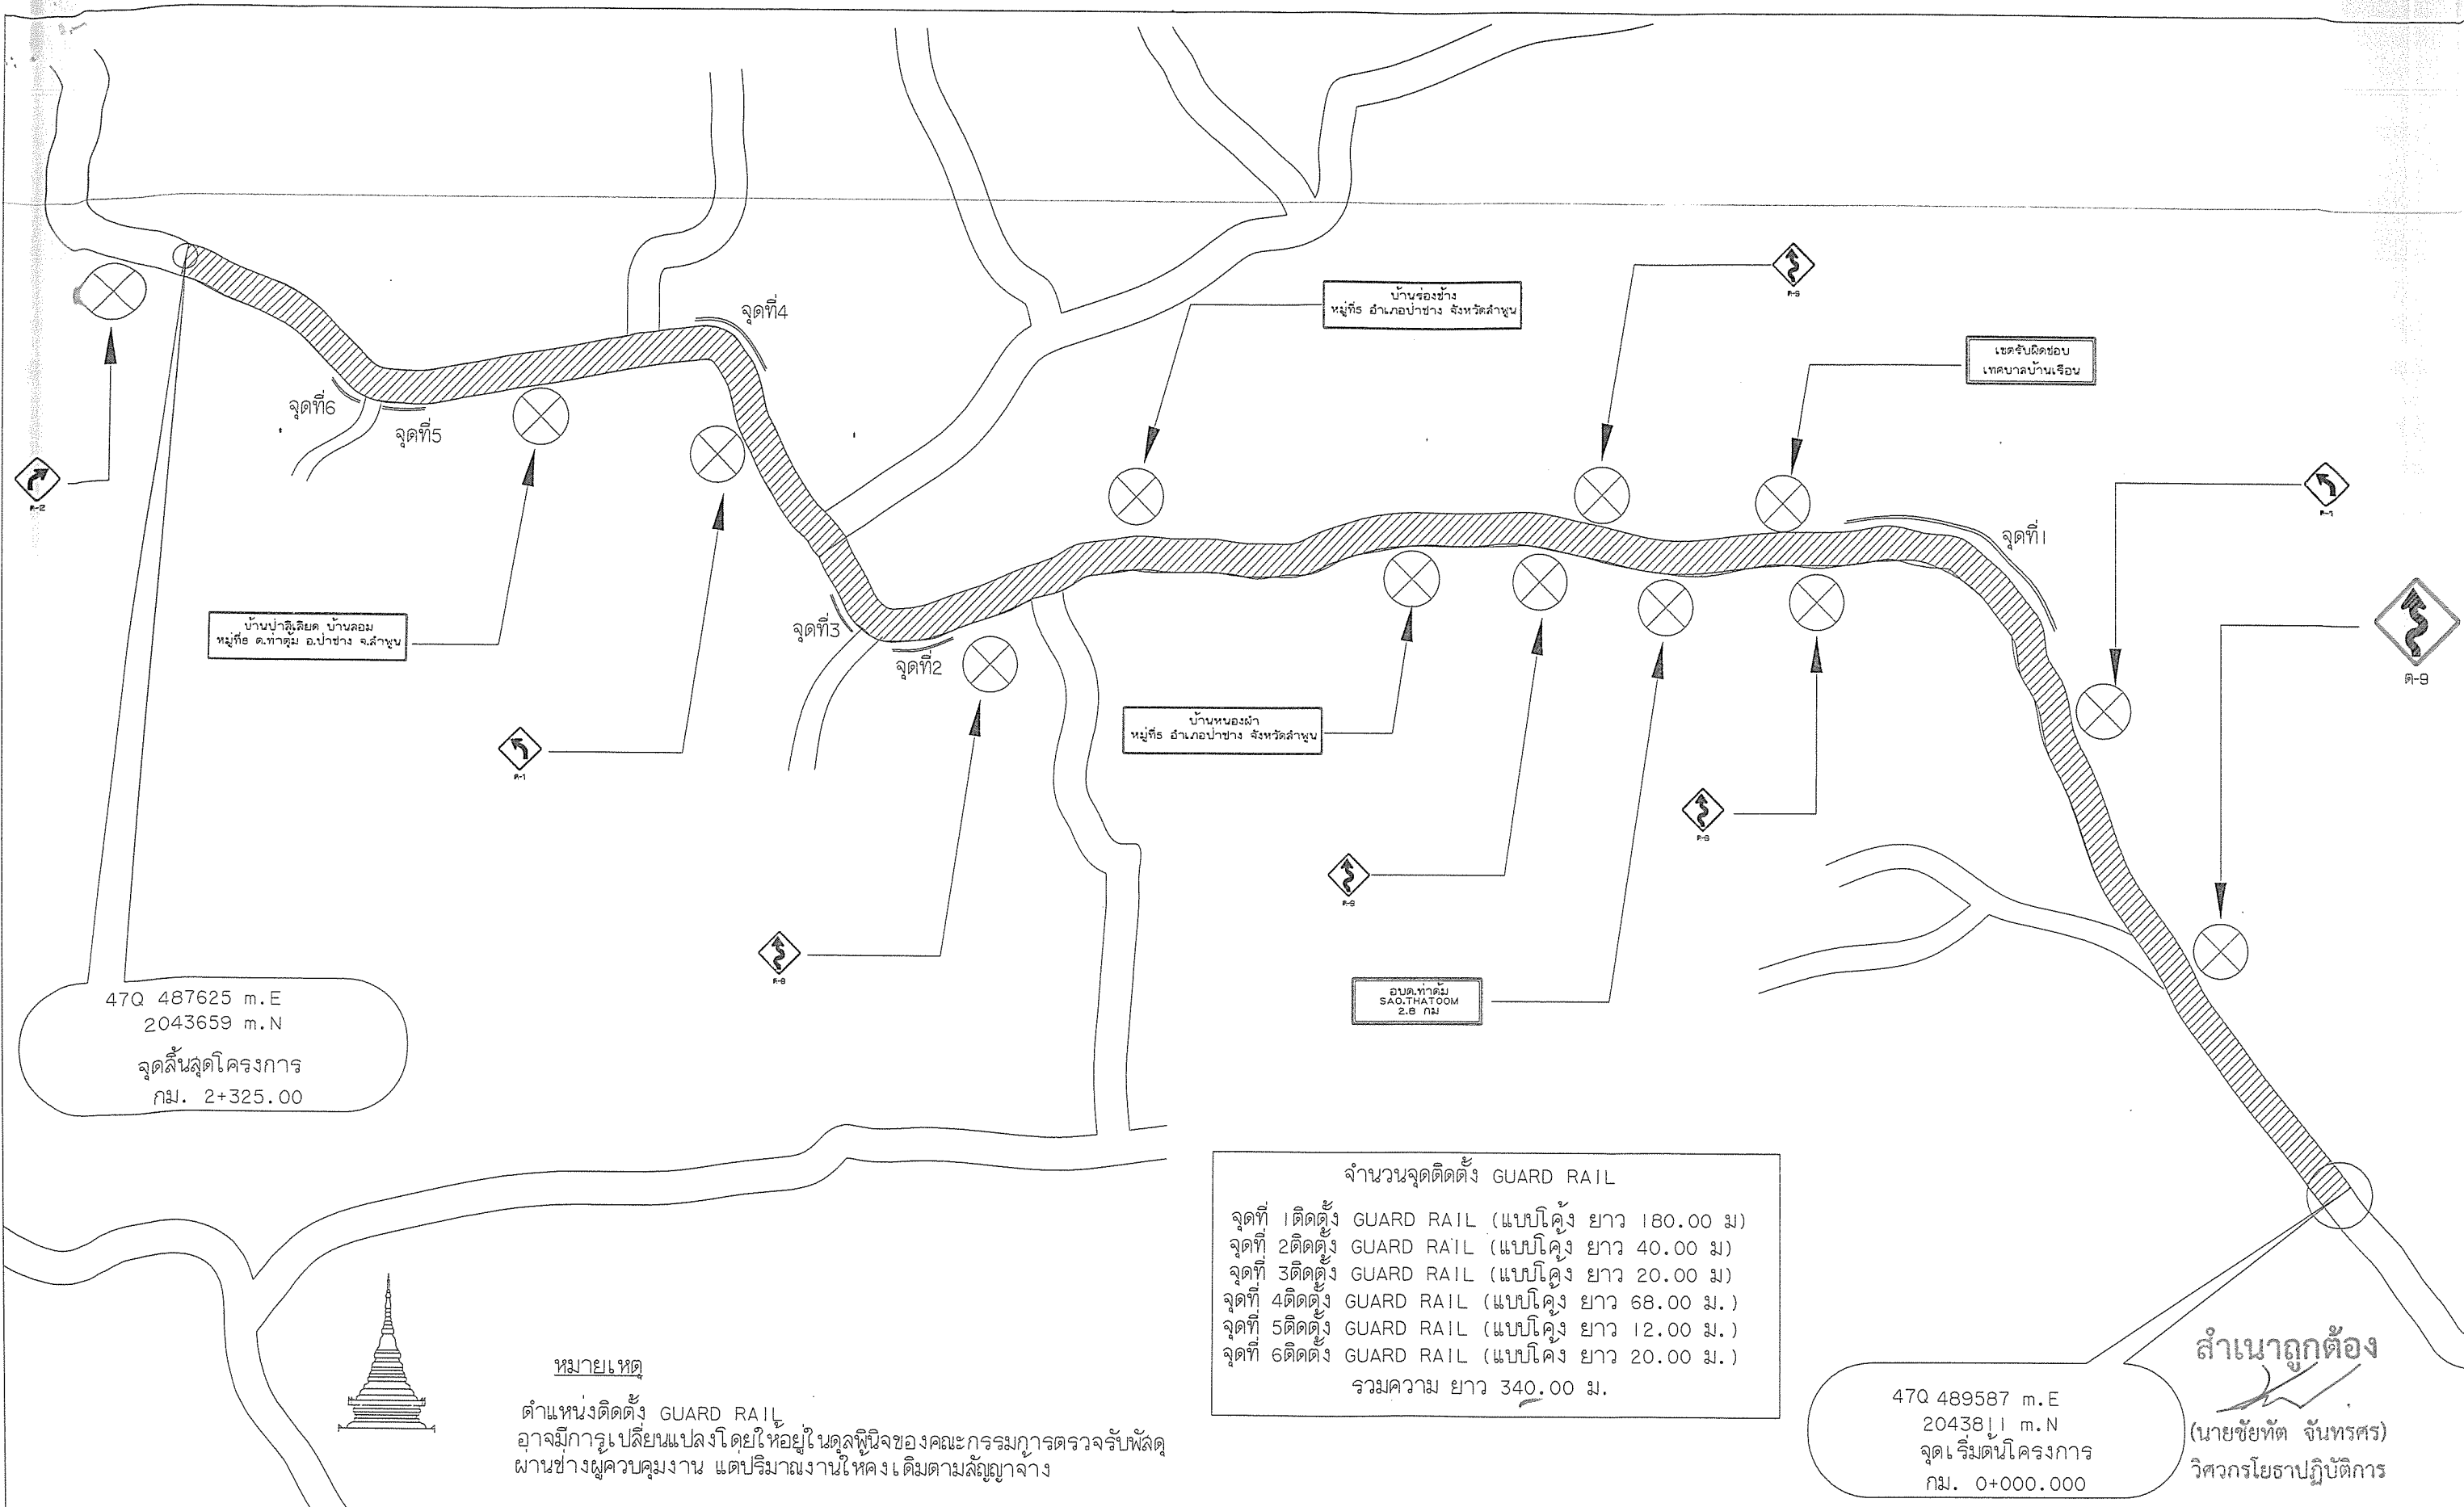 จุดที่4
บ้านร่องช้าง
หมู่ที่5 อำเภอป่าซาง จังหวัดลำพูน
ต-9
เขตรับผิดชอบ
เทศบาลบ้านเรือน
จุดที่6
จุดที่5
ต-2
ต-1
จุดที่1
บ้านป่าสีเสียด บ้านลอม
หมู่ที่8 ต.ท่าตุ้ม อ.ป่าซาง จ.ลำพูน
จุดที่3
จุดที่2
ต-9
บ้านหนองผำ
หมู่ที่5 อำเภอป่าซาง จังหวัดลำพูน
ต-1
ต-9
ต-9
ต-9
47Q 487625 m.E
2043659 m.N
จุดสิ้นสุดโครงการ
กม. 2+325.00
อบต.ท่าตุ้ม
SAO.THATOOM
2.8 กม
จำนวนจุดติดตั้ง GUARD RAIL
จุดที่ 1ติดตั้ง GUARD RAIL (แบบโค้ง ยาว 180.00 ม)
จุดที่ 2ติดตั้ง GUARD RAIL (แบบโค้ง ยาว 40.00 ม)
จุดที่ 3ติดตั้ง GUARD RAIL (แบบโค้ง ยาว 20.00 ม)
จุดที่ 4ติดตั้ง GUARD RAIL (แบบโค้ง ยาว 68.00 ม.)
จุดที่ 5ติดตั้ง GUARD RAIL (แบบโค้ง ยาว 12.00 ม.)
จุดที่ 6ติดตั้ง GUARD RAIL (แบบโค้ง ยาว 20.00 ม.)
รวมความ ยาว 340.00 ม.
หมายเหตุ
ตำแหน่งติดตั้ง GUARD RAIL
อาจมีการเปลี่ยนแปลงโดยให้อยู่ในดุลพินิจของคณะกรรมการตรวจรับพัสดุ
ผ่านช่างผู้ควบคุมงาน แต่ปริมาณงานให้คงเดิมตามสัญญาจ้าง
47Q 489587 m.E
2043811 m.N
จุดเริ่มต้นโครงการ
กม. 0+000.000
สำเนาถูกต้อง
(นายชัยทัต จันทรศร)
วิศวกรโยธาปฏิบัติการ